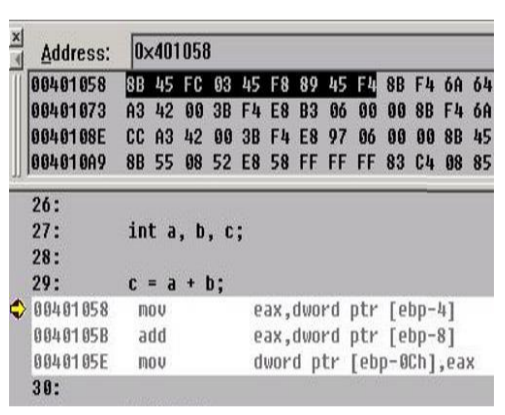 Address: 0x401058
00401058 8B 45 FC 03 45 F8 89 45 F4 8B F4 6A 64
00401073 A3 42 00 3B F4 E8 B3 06 00 00 8B F4 6A
0040108E CC A3 42 00 3B F4 E8 97 06 00 00 8B 45
004010A9 8B 55 08 52 E8 58 FF FF FF 83 C4 08 85
26:
27: int a, b, c;
28:
29: c = a + b;
00401058 mov eax,dword ptr [ebp-4]
0040105B add eax,dword ptr [ebp-8]
0040105E mov dword ptr [ebp-0Ch],eax
30: